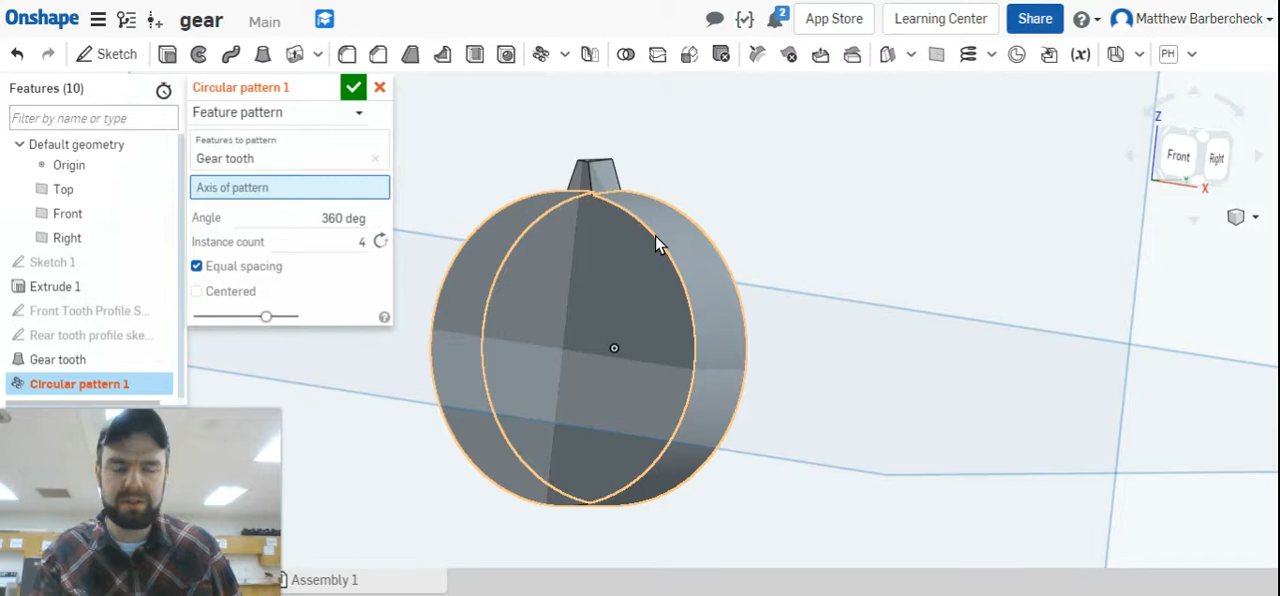 Onshape gear Main 2 App Store Learning Center Share Matthew Barbercheck
Sketch (x) PH
Features (10)
Filter by name or type
Default geometry
Origin
Top
Front
Right
Sketch 1
Extrude 1
Front Tooth Profile S...
Rear tooth profile ske...
Gear tooth
Circular pattern 1
Circular pattern 1
Feature pattern
Features to pattern
Gear tooth
Axis of pattern
Angle 360 deg
Instance count 4
Equal spacing
Centered
Z
Front Right
X
Assembly 1